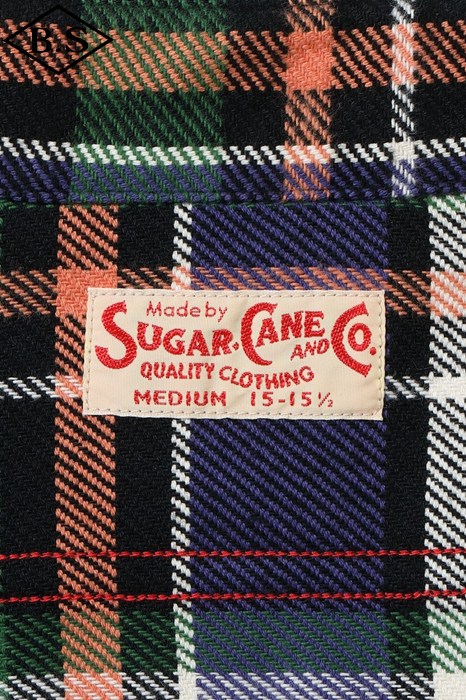 B.S
Made by
SUGAR.CANE AND CO.
QUALITY CLOTHING
MEDIUM 15-15½